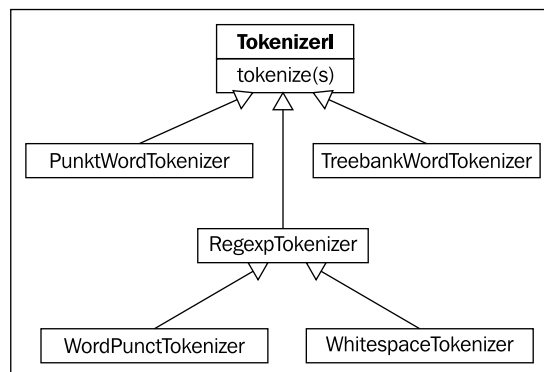 TokenizerI
tokenize(s)
PunktWordTokenizer
TreebankWordTokenizer
RegexpTokenizer
WordPunctTokenizer
WhitespaceTokenizer